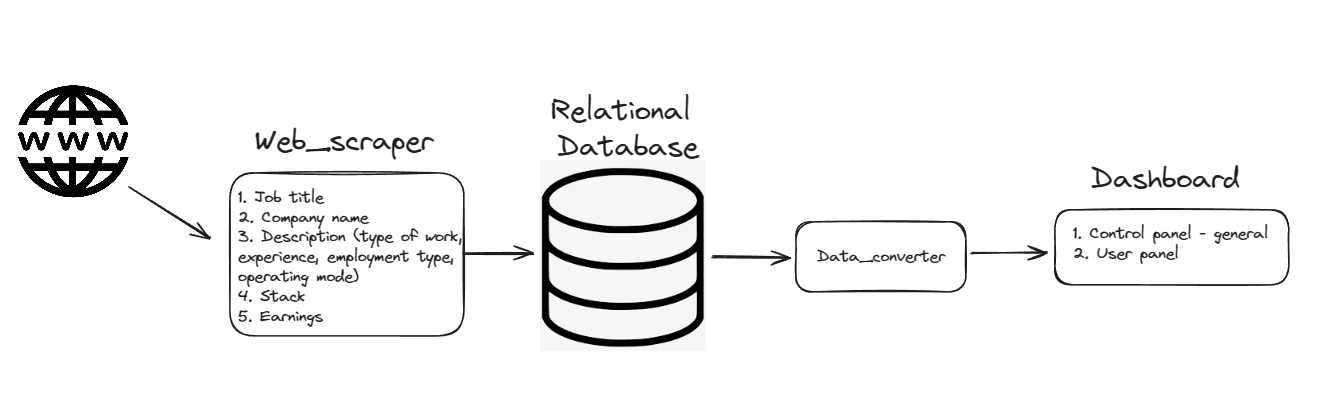 WWW
Web_scraper
1. Job title
2. Company name
3. Description (type of work,
experience, employment type,
operating mode)
4. Stack
5. Earnings
Relational
Database
Data_converter
Dashboard
1. Control panel - general
2. User panel